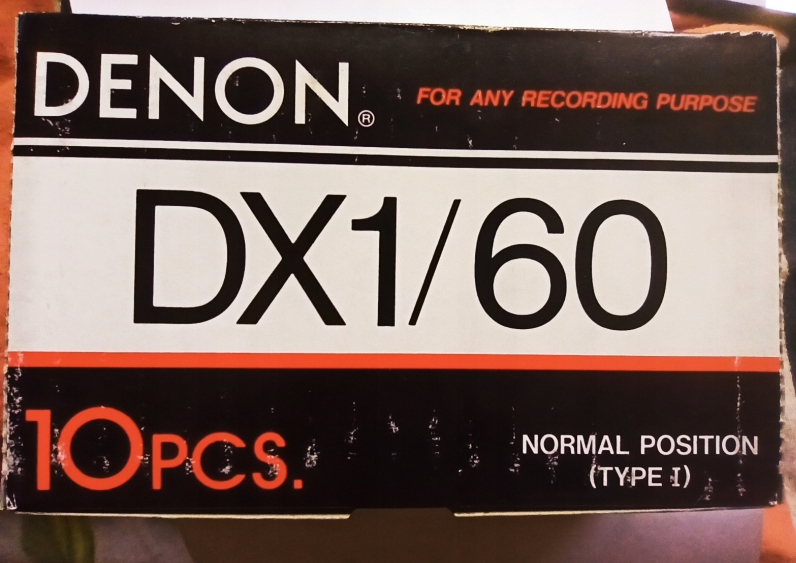 DENON®
FOR ANY RECORDING PURPOSE
DX1/60
10PCS.
NORMAL POSITION
(TYPE I)